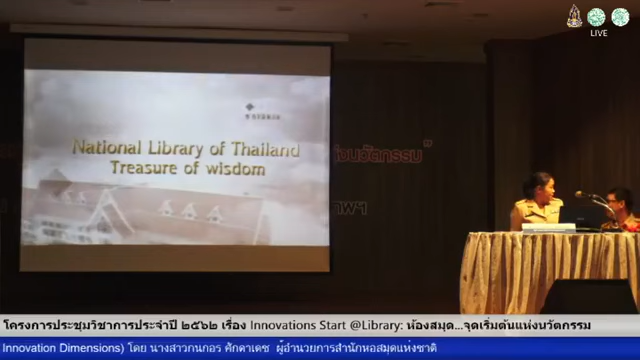 LIVE
National Library of Thailand
Treasure of wisdom
โครงการประชุมวิชาการประจำปี ๒๕๖๒ เรื่อง Innovations Start @Library: ห้องสมุด...จุดเริ่มต้นแห่งนวัตกรรม
Innovation Dimensions) โดย นางสาวกนกอร ศักดาเดช ผู้อำนวยการสำนักหอสมุดแห่งชาติ